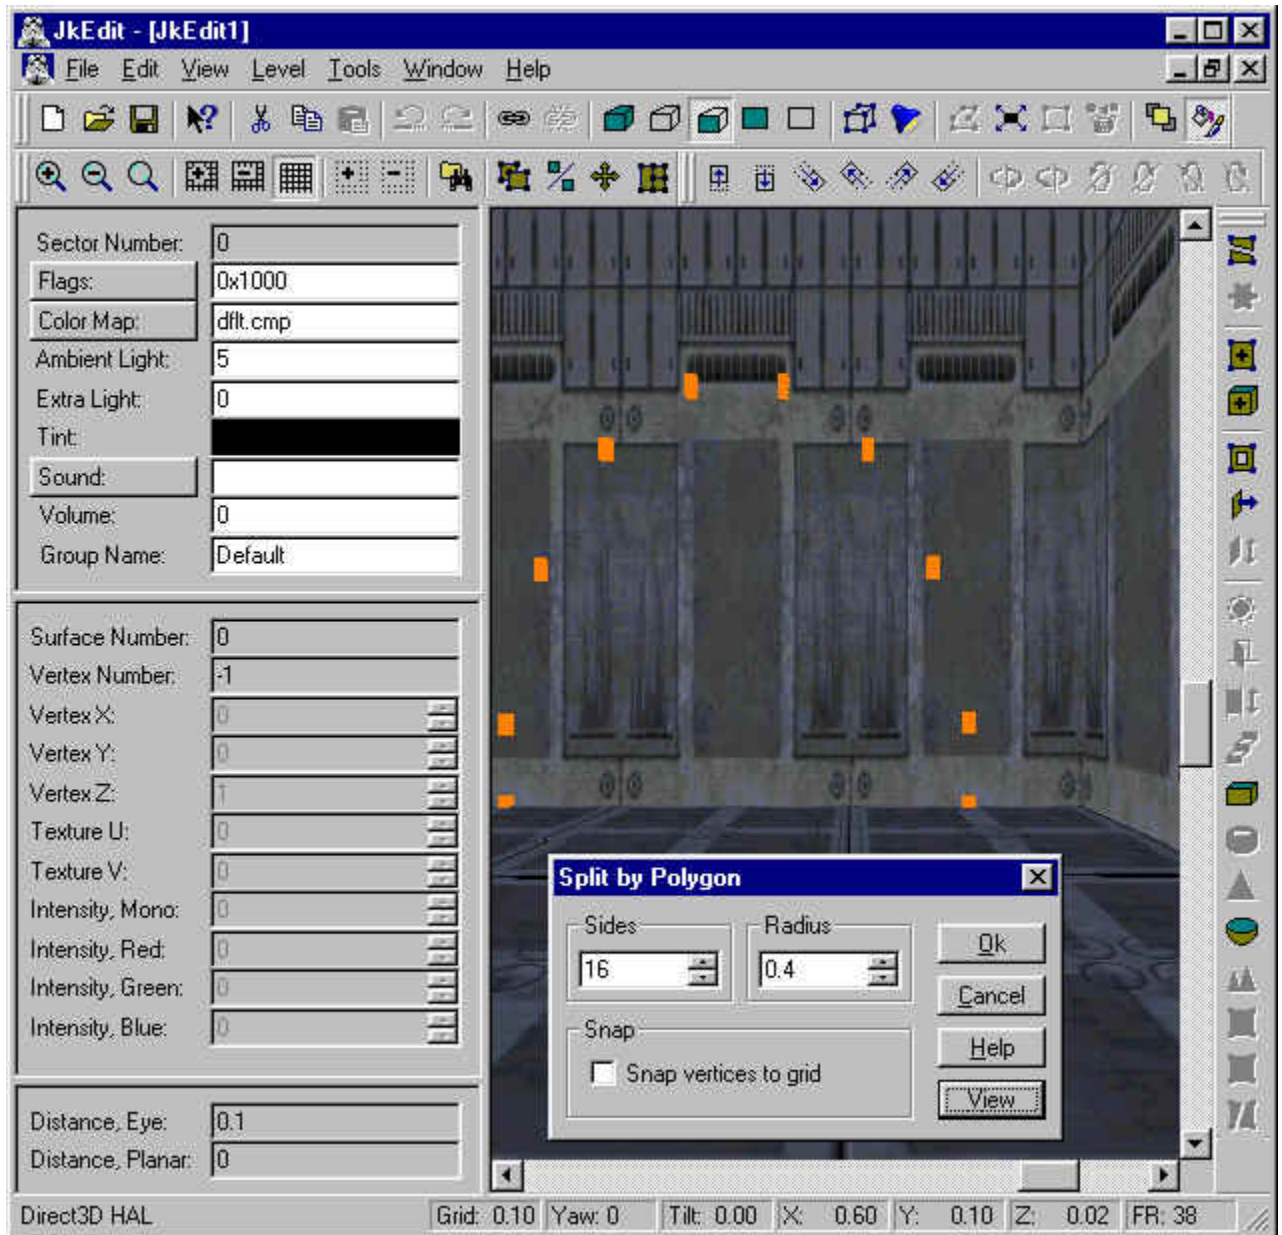 JkEdit - [JkEdit1]
File Edit View Level Tools Window Help
Sector Number: 0
Flags: 0x1000
Color Map: dflt.cmp
Ambient Light: 5
Extra Light: 0
Tint:
Sound:
Volume: 0
Group Name: Default
Surface Number: 0
Vertex Number: -1
Vertex X: 0
Vertex Y: 0
Vertex Z: 1
Texture U: 0
Texture V: 0
Intensity, Mono: 0
Intensity, Red: 0
Intensity, Green: 0
Intensity, Blue: 0
Distance, Eye: 0.1
Distance, Planar: 0
Split by Polygon
Sides Radius
16 0.4
Snap
Snap vertices to grid
Ok
Cancel
Help
View
Direct3D HAL Grid: 0.10 Yaw: 0 Tilt: 0.00 X: 0.60 Y: 0.10 Z: 0.02 FR: 38